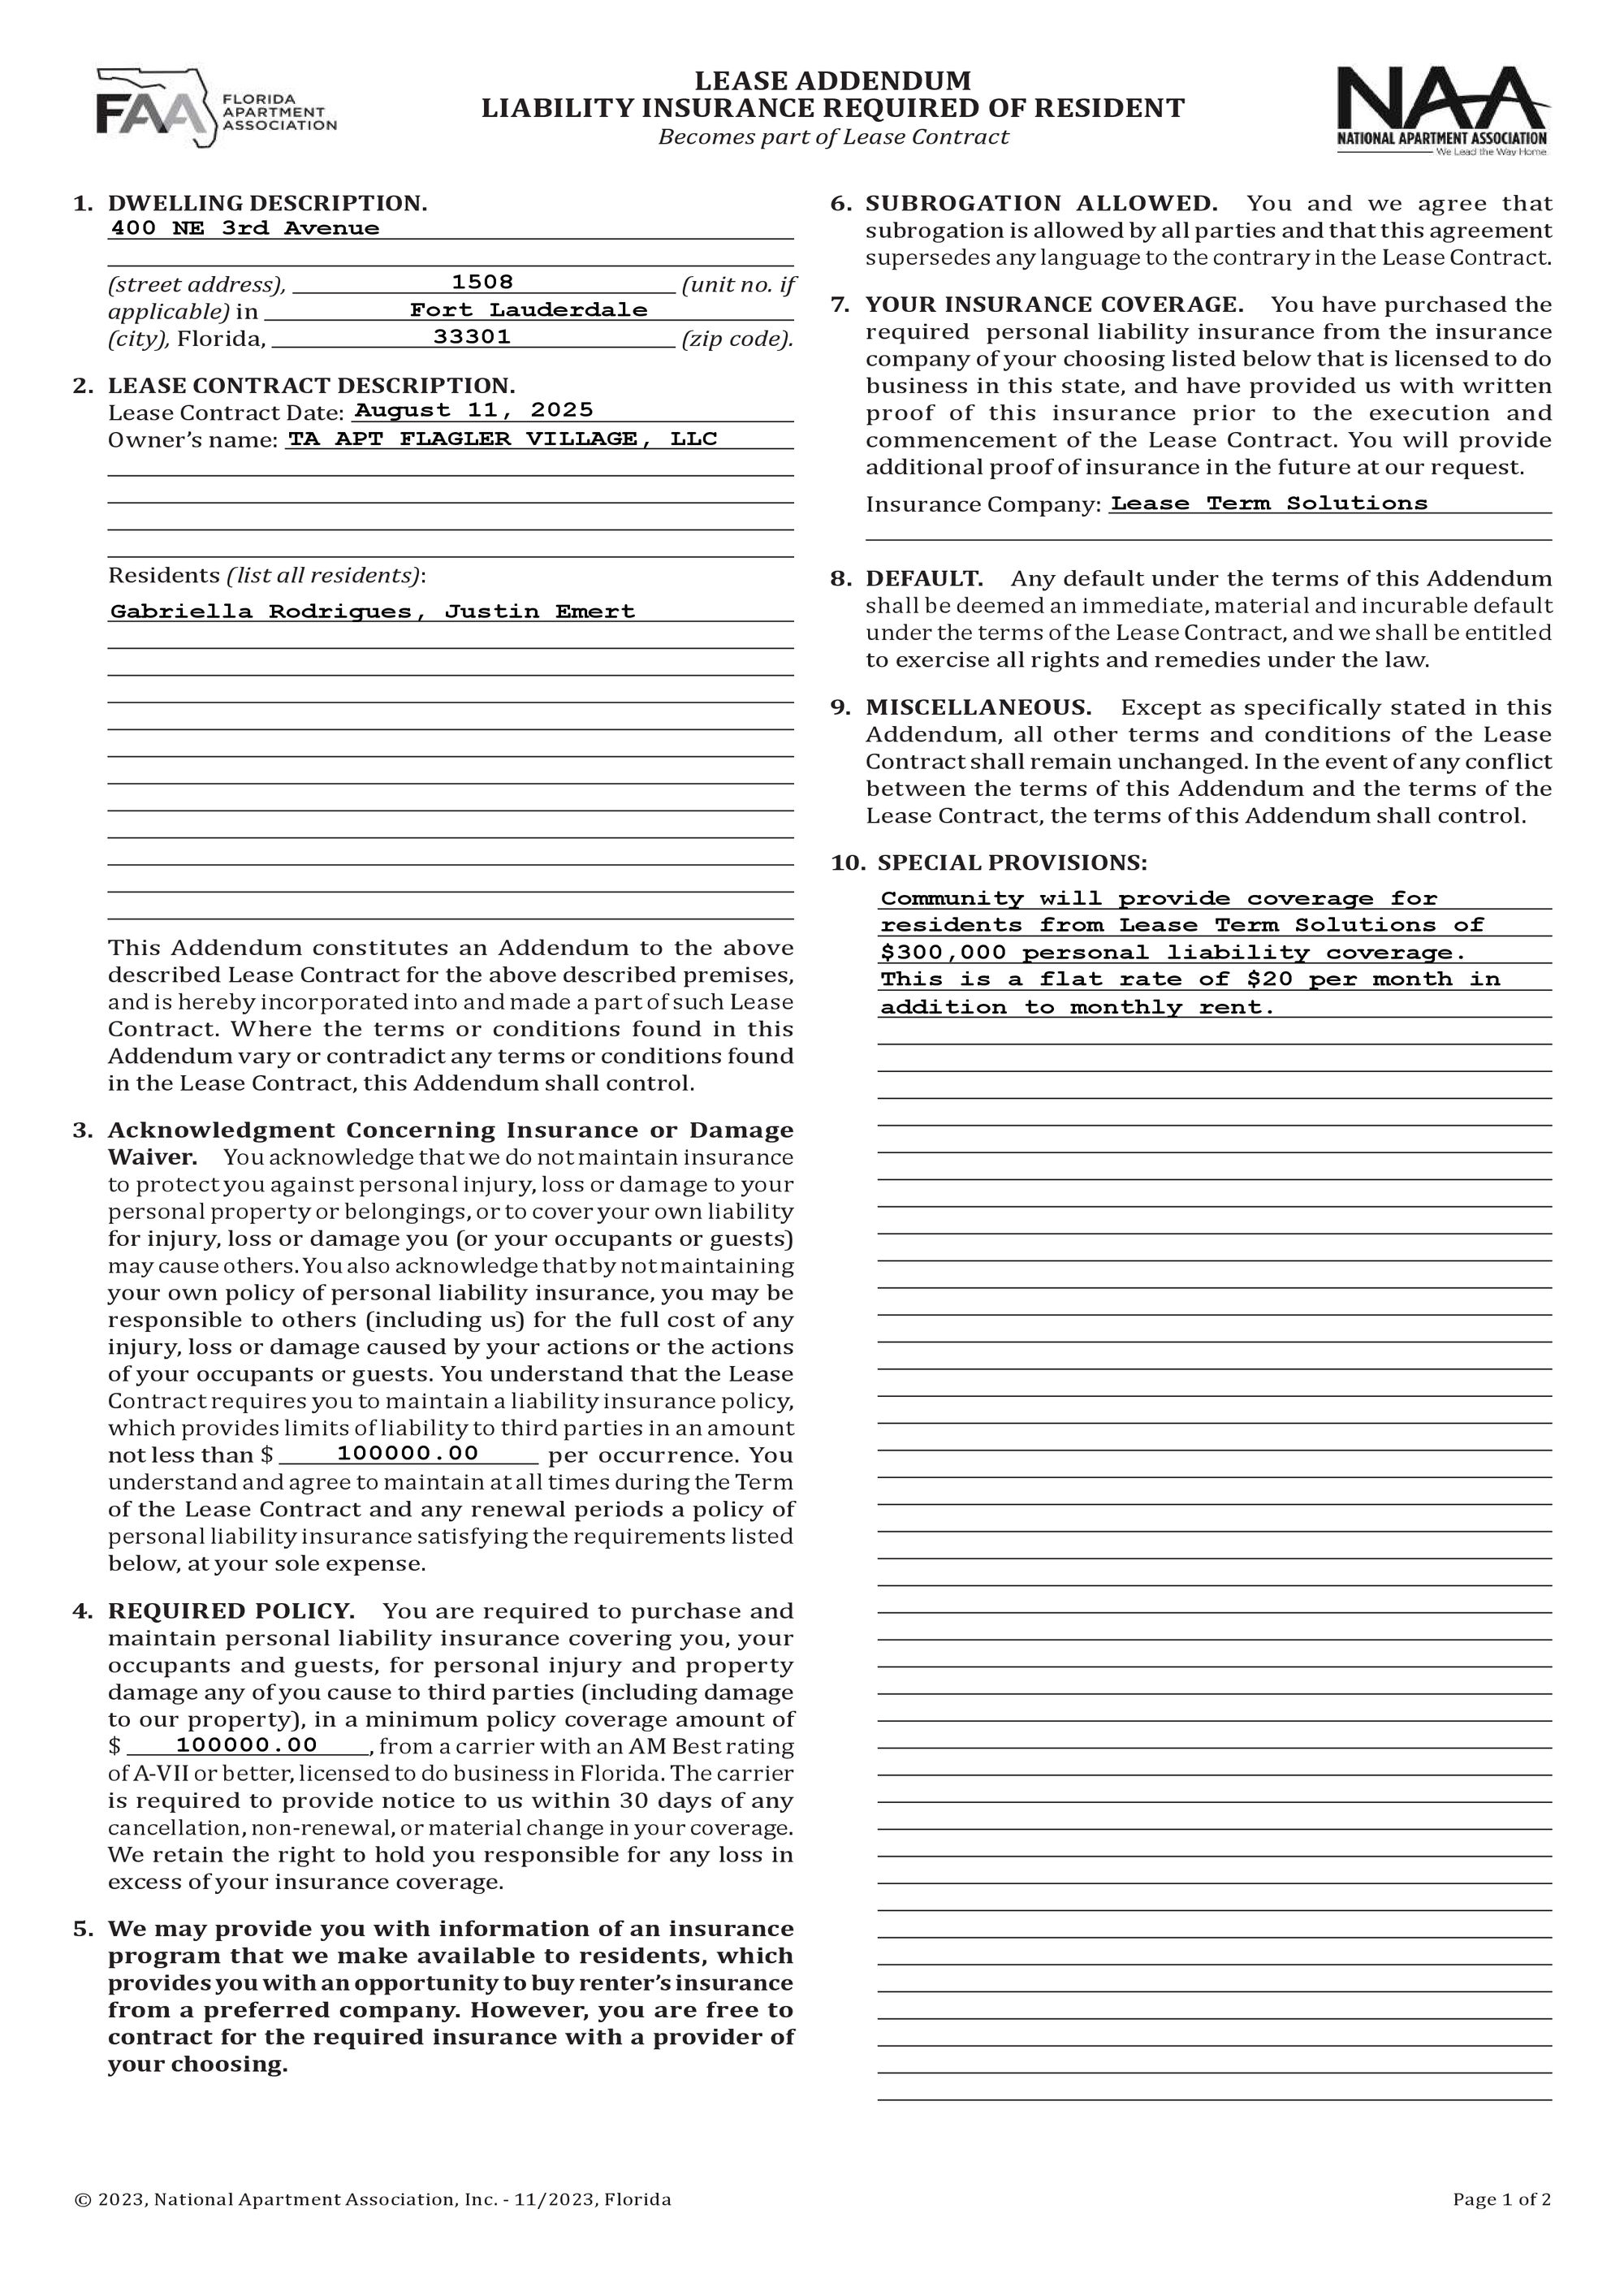 FAA
FLORIDA
APARTMENT
ASSOCIATION
LEASE ADDENDUM
LIABILITY INSURANCE REQUIRED OF RESIDENT
Becomes part of Lease Contract
NAA
NATIONAL APARTMENT ASSOCIATION
We Lead the Way Home
1. DWELLING DESCRIPTION.
400 NE 3rd Avenue
(street address), 1508 (unit no. if
applicable) in Fort Lauderdale
(city), Florida, 33301 (zip code).
2. LEASE CONTRACT DESCRIPTION.
Lease Contract Date: August 11, 2025
Owner’s name: TA APT FLAGLER VILLAGE, LLC
Residents (list all residents):
Gabriella Rodrigues, Justin Emert
This Addendum constitutes an Addendum to the above
described Lease Contract for the above described premises,
and is hereby incorporated into and made a part of such Lease
Contract. Where the terms or conditions found in this
Addendum vary or contradict any terms or conditions found
in the Lease Contract, this Addendum shall control.
3. Acknowledgment Concerning Insurance or Damage
Waiver. You acknowledge that we do not maintain insurance
to protect you against personal injury, loss or damage to your
personal property or belongings, or to cover your own liability
for injury, loss or damage you (or your occupants or guests)
may cause others. You also acknowledge that by not maintaining
your own policy of personal liability insurance, you may be
responsible to others (including us) for the full cost of any
injury, loss or damage caused by your actions or the actions
of your occupants or guests. You understand that the Lease
Contract requires you to maintain a liability insurance policy,
which provides limits of liability to third parties in an amount
not less than $ 100000.00 per occurrence. You
understand and agree to maintain at all times during the Term
of the Lease Contract and any renewal periods a policy of
personal liability insurance satisfying the requirements listed
below, at your sole expense.
4. REQUIRED POLICY. You are required to purchase and
maintain personal liability insurance covering you, your
occupants and guests, for personal injury and property
damage any of you cause to third parties (including damage
to our property), in a minimum policy coverage amount of
$ 100000.00, from a carrier with an AM Best rating
of A-VII or better, licensed to do business in Florida. The carrier
is required to provide notice to us within 30 days of any
cancellation, non-renewal, or material change in your coverage.
We retain the right to hold you responsible for any loss in
excess of your insurance coverage.
5. We may provide you with information of an insurance
program that we make available to residents, which
provides you with an opportunity to buy renter’s insurance
from a preferred company. However, you are free to
contract for the required insurance with a provider of
your choosing.
6. SUBROGATION ALLOWED. You and we agree that
subrogation is allowed by all parties and that this agreement
supersedes any language to the contrary in the Lease Contract.
7. YOUR INSURANCE COVERAGE. You have purchased the
required personal liability insurance from the insurance
company of your choosing listed below that is licensed to do
business in this state, and have provided us with written
proof of this insurance prior to the execution and
commencement of the Lease Contract. You will provide
additional proof of insurance in the future at our request.
Insurance Company: Lease Term Solutions
8. DEFAULT. Any default under the terms of this Addendum
shall be deemed an immediate, material and incurable default
under the terms of the Lease Contract, and we shall be entitled
to exercise all rights and remedies under the law.
9. MISCELLANEOUS. Except as specifically stated in this
Addendum, all other terms and conditions of the Lease
Contract shall remain unchanged. In the event of any conflict
between the terms of this Addendum and the terms of the
Lease Contract, the terms of this Addendum shall control.
10. SPECIAL PROVISIONS:
Community will provide coverage for
residents from Lease Term Solutions of
$300,000 personal liability coverage.
This is a flat rate of $20 per month in
addition to monthly rent.
© 2023, National Apartment Association, Inc. - 11/2023, Florida
Page 1 of 2